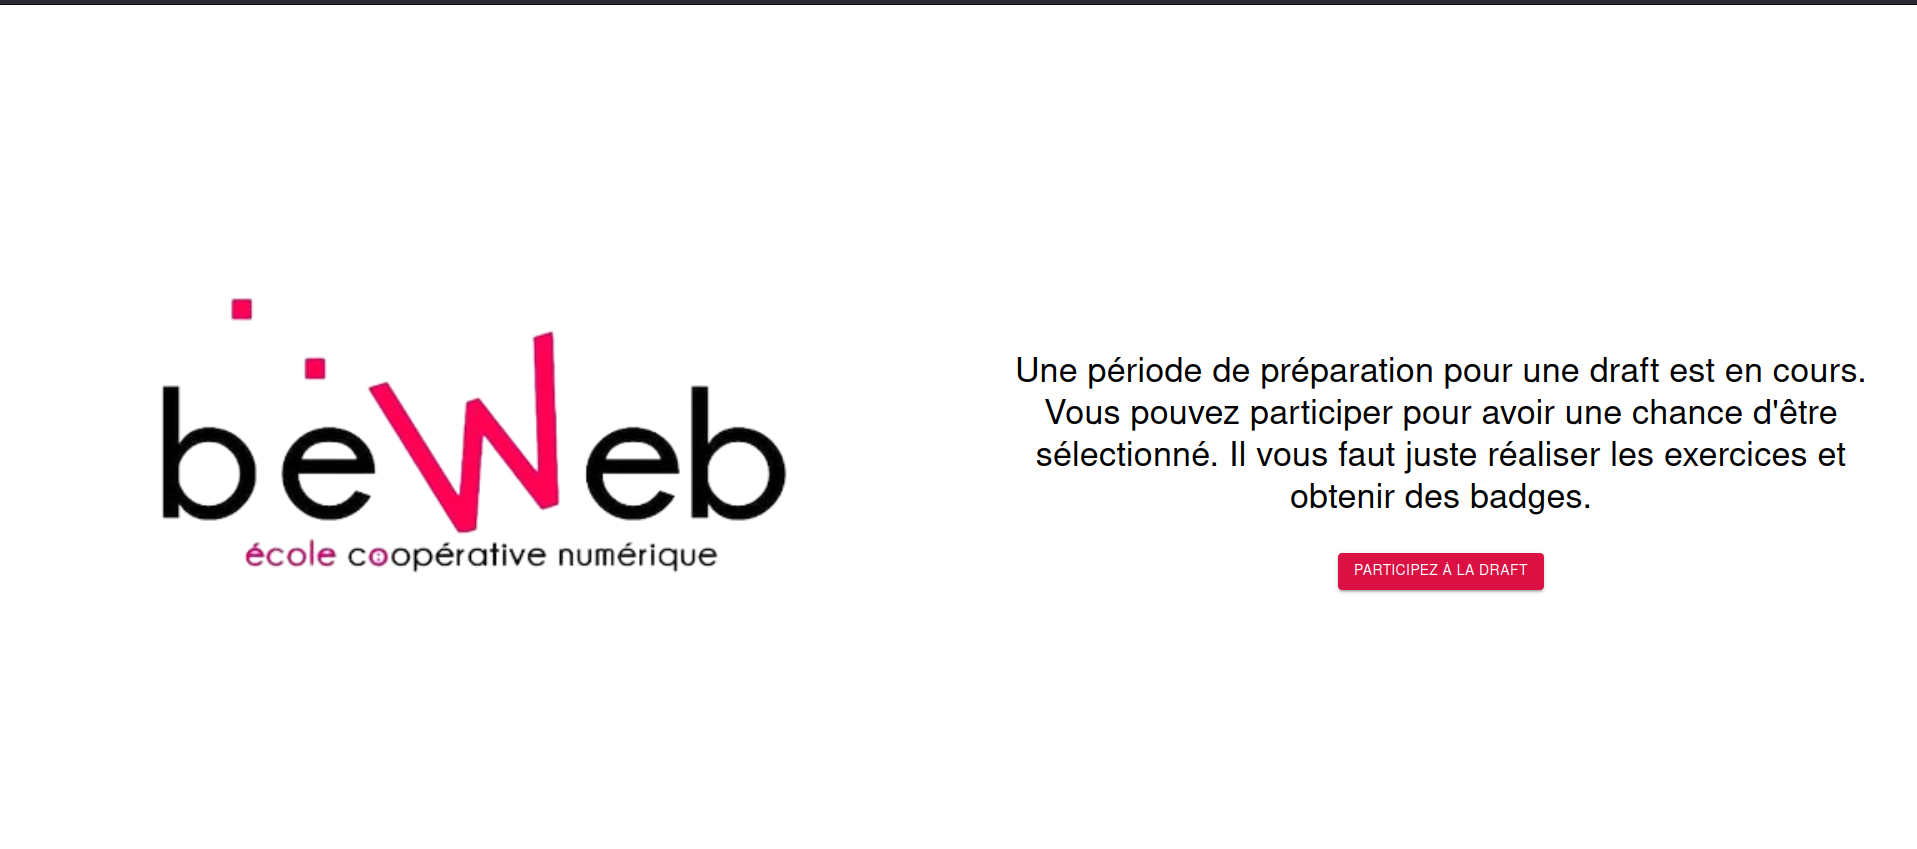 beWeb
école coopérative numérique
Une période de préparation pour une draft est en cours.
Vous pouvez participer pour avoir une chance d'être
sélectionné. Il vous faut juste réaliser les exercices et
obtenir des badges.
PARTICIPEZ À LA DRAFT